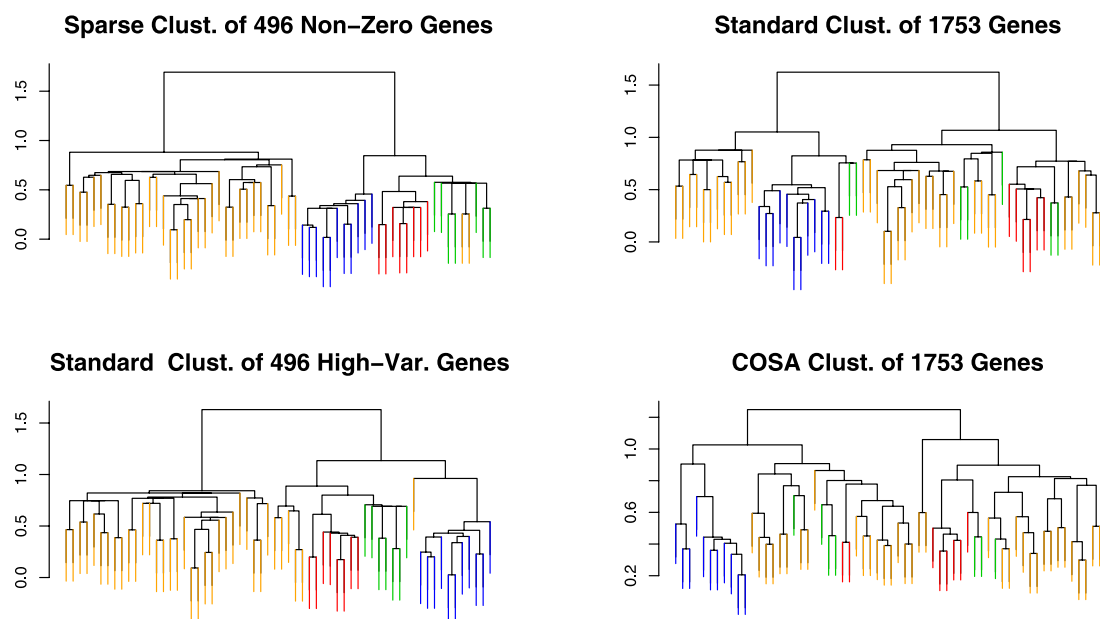 Sparse Clust. of 496 Non−Zero Genes
0.0 0.5 1.0 1.5
Standard Clust. of 1753 Genes
0.0 0.5 1.0 1.5
Standard  Clust. of 496 High−Var. Genes
0.0 0.5 1.0 1.5
COSA Clust. of 1753 Genes
0.2 0.6 1.0